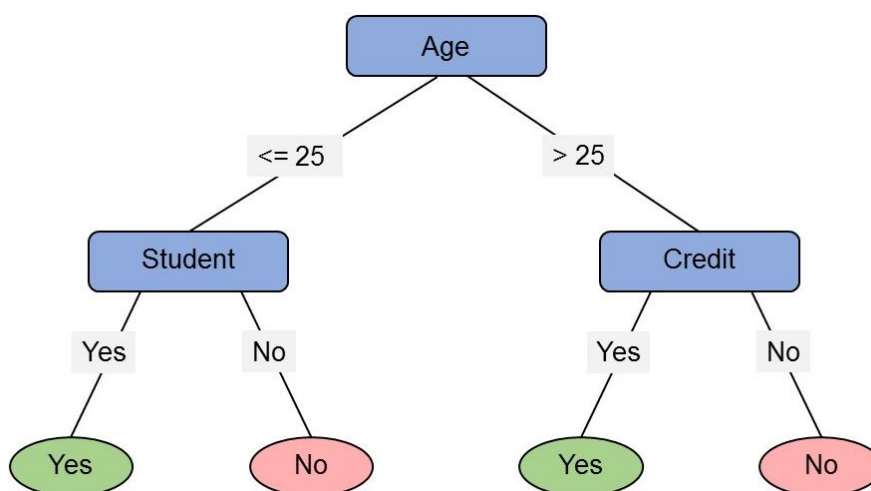 Age
<= 25
> 25
Student
Credit
Yes
No
Yes
No
Yes
No
Yes
No